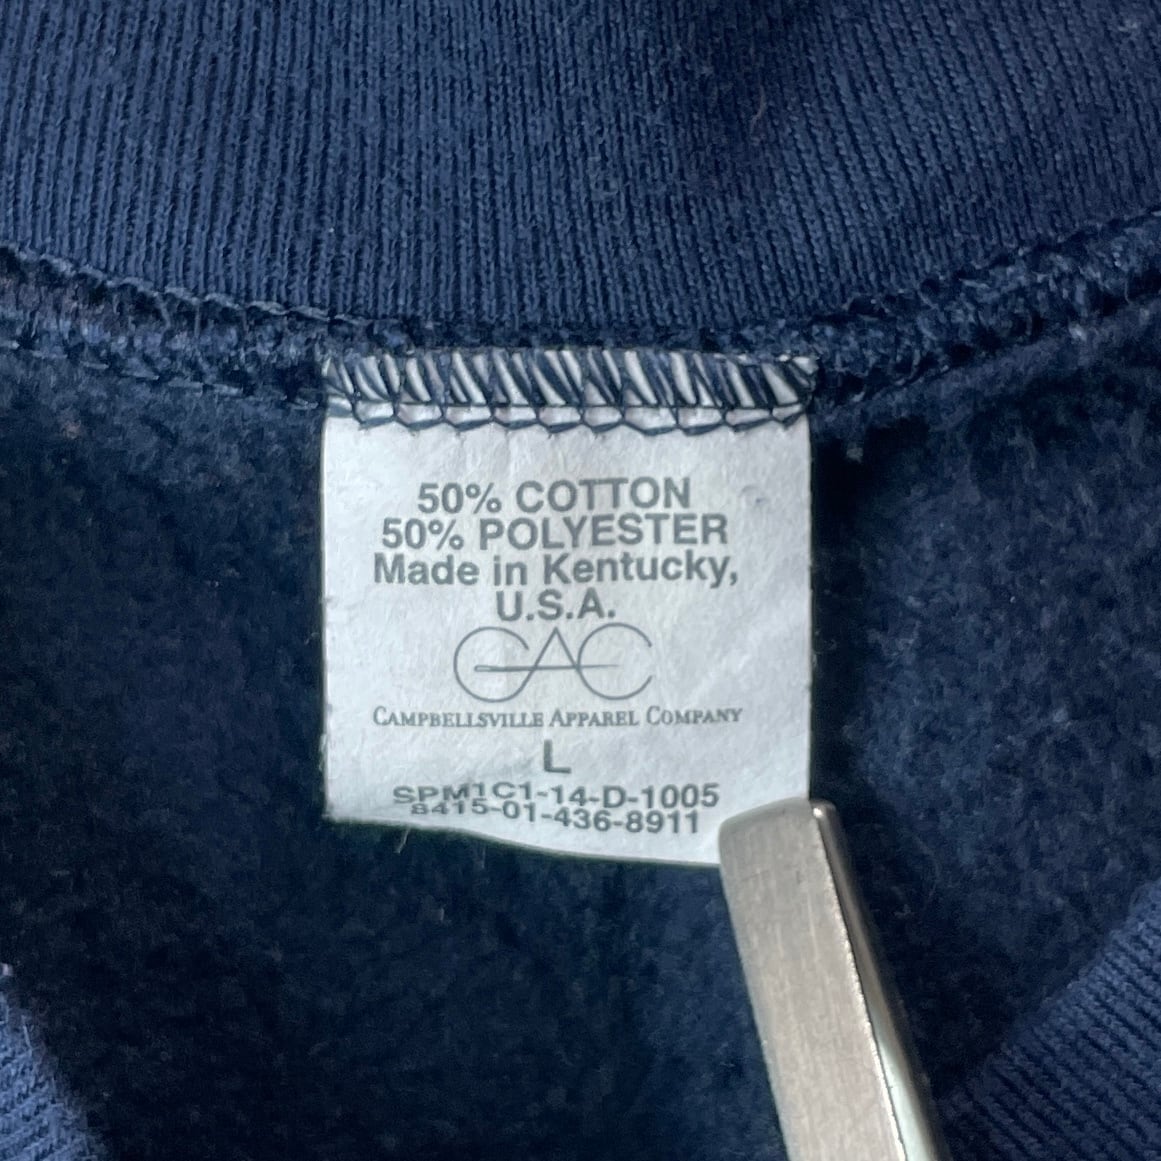 50% COTTON
50% POLYESTER
Made in Kentucky,
U.S.A.
CAC
CAMPBELLSVILLE APPAREL COMPANY
L
SPM1C1-14-D-1005
8415-01-436-8911